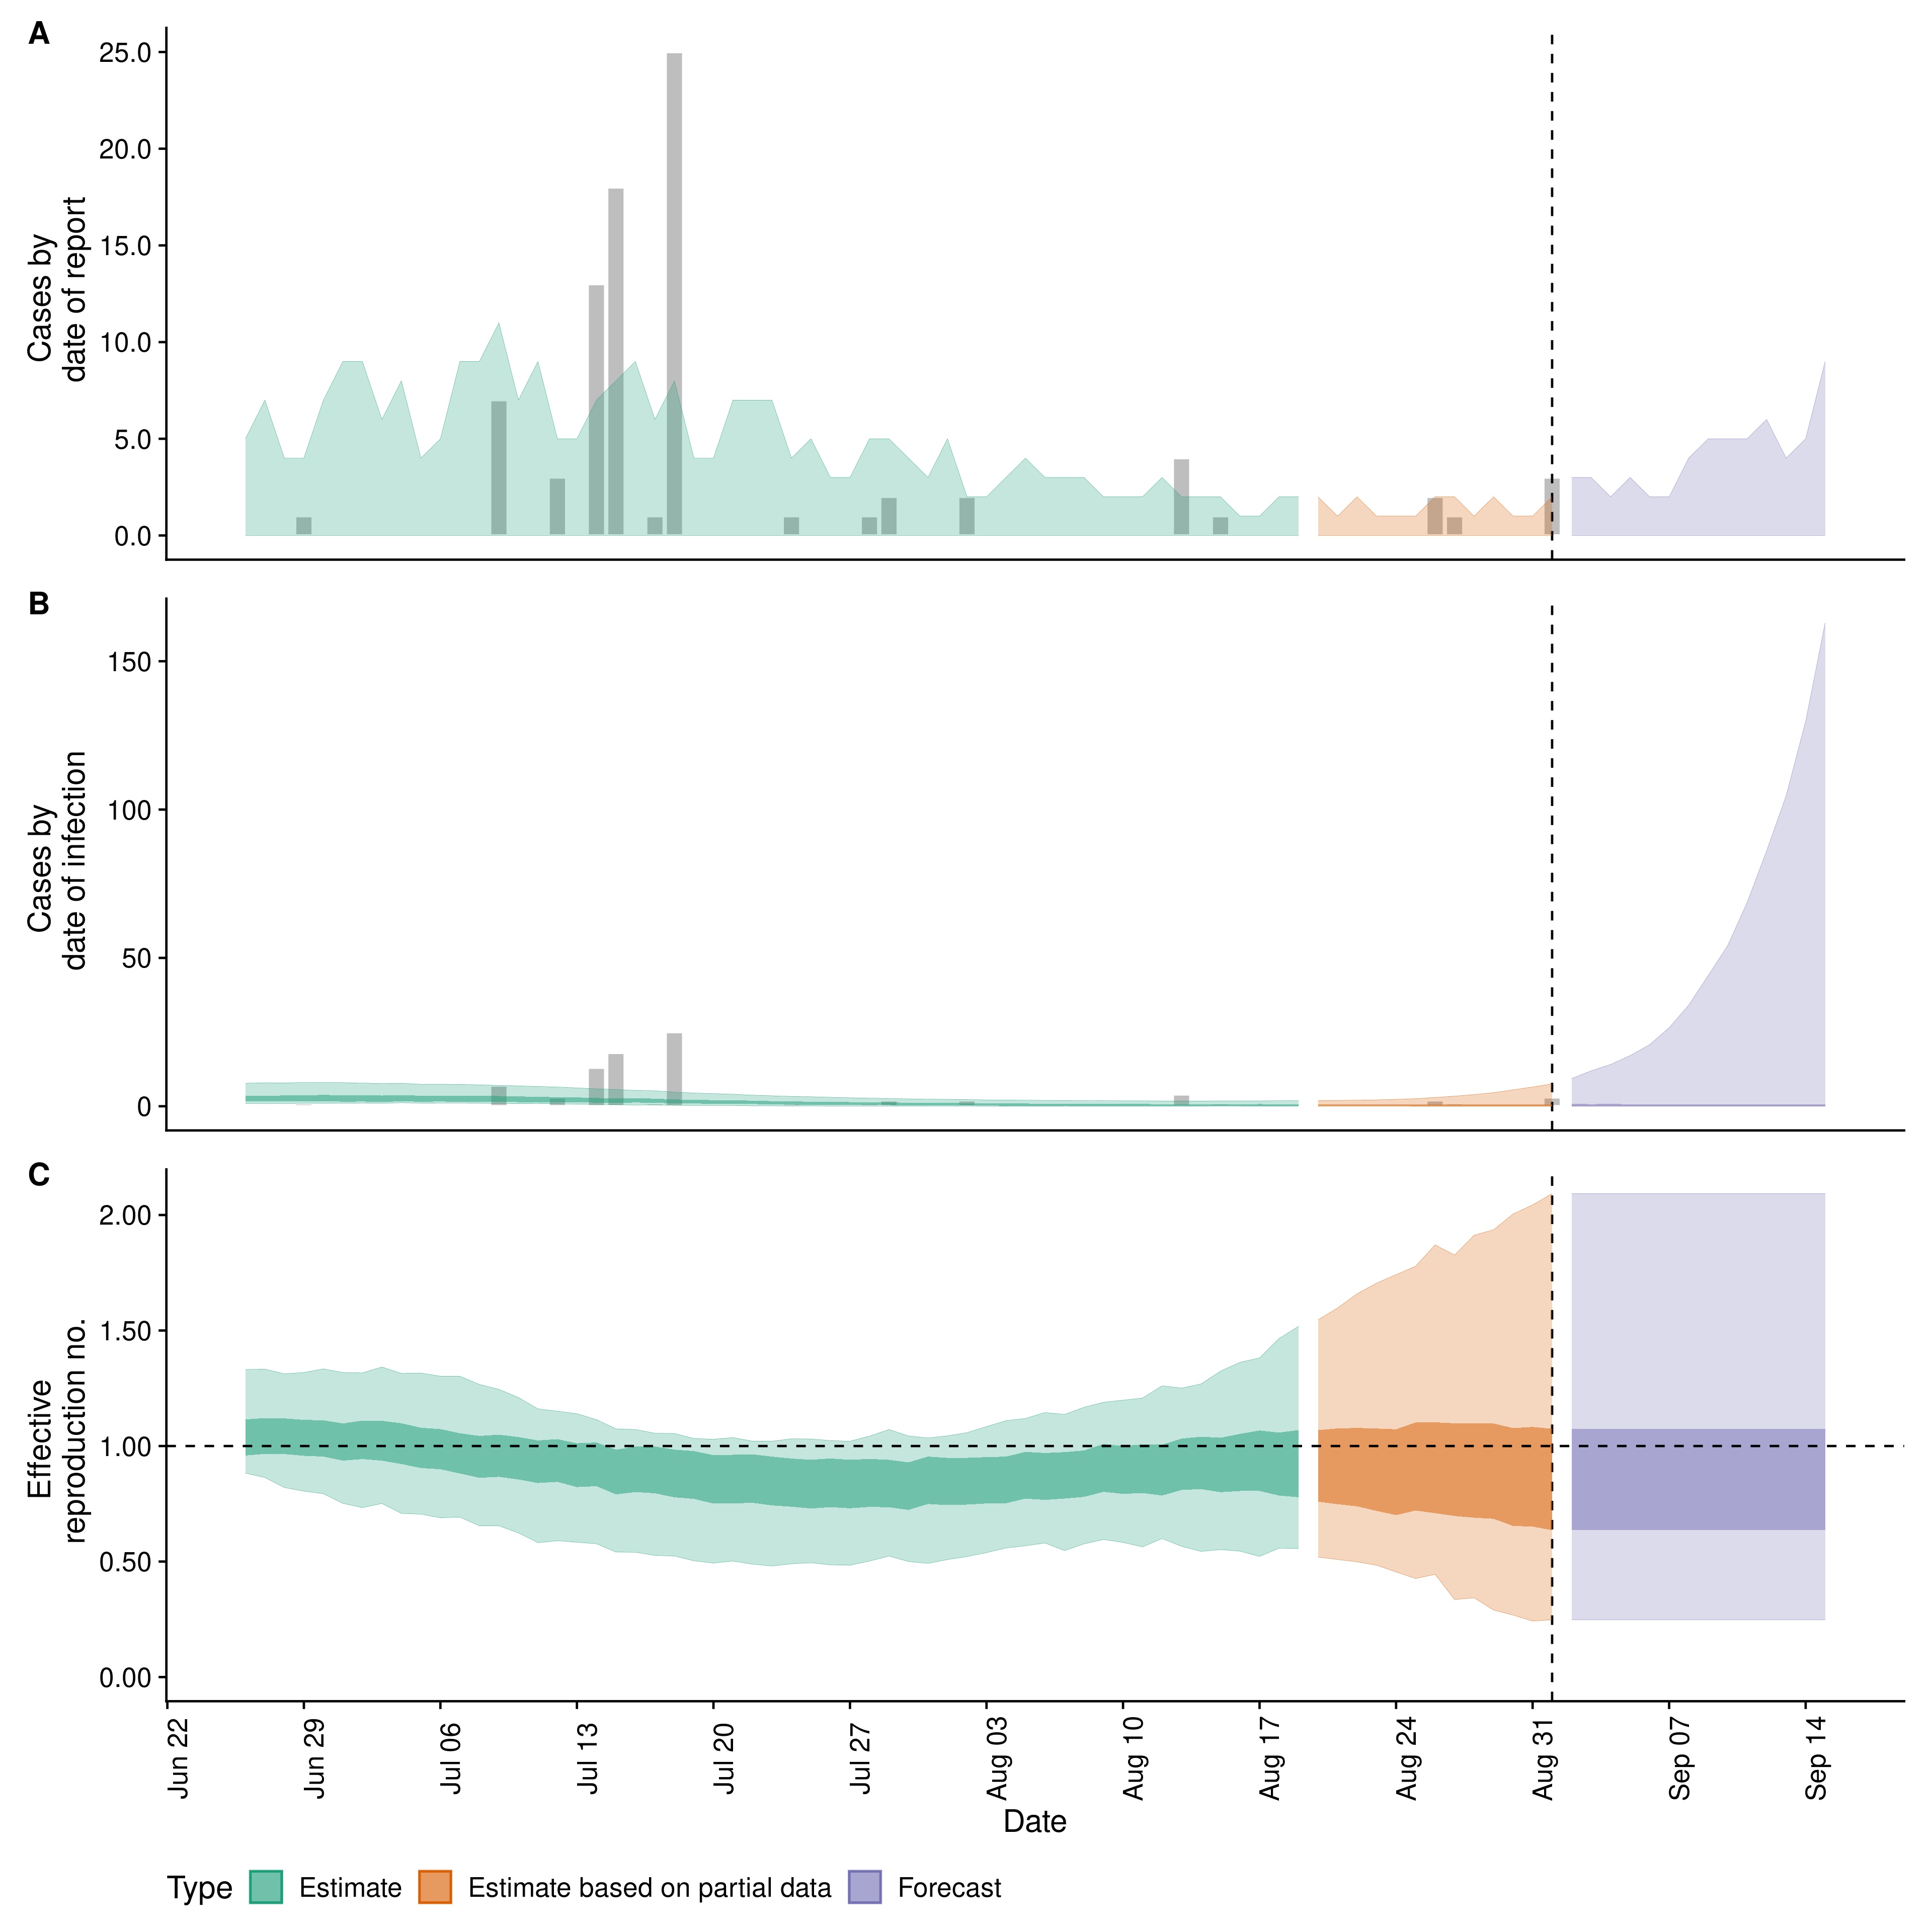 A
25.0
20.0
15.0
10.0
5.0
0.0
Cases by
date of report
B
150
100
50
0
Cases by
date of infection
C
2.00
1.50
1.00
0.50
0.00
Effective
reproduction no.
Jun 22
Jun 29
Jul 06
Jul 13
Jul 20
Jul 27
Aug 03
Aug 10
Aug 17
Aug 24
Aug 31
Sep 07
Sep 14
Date
Type Estimate Estimate based on partial data Forecast